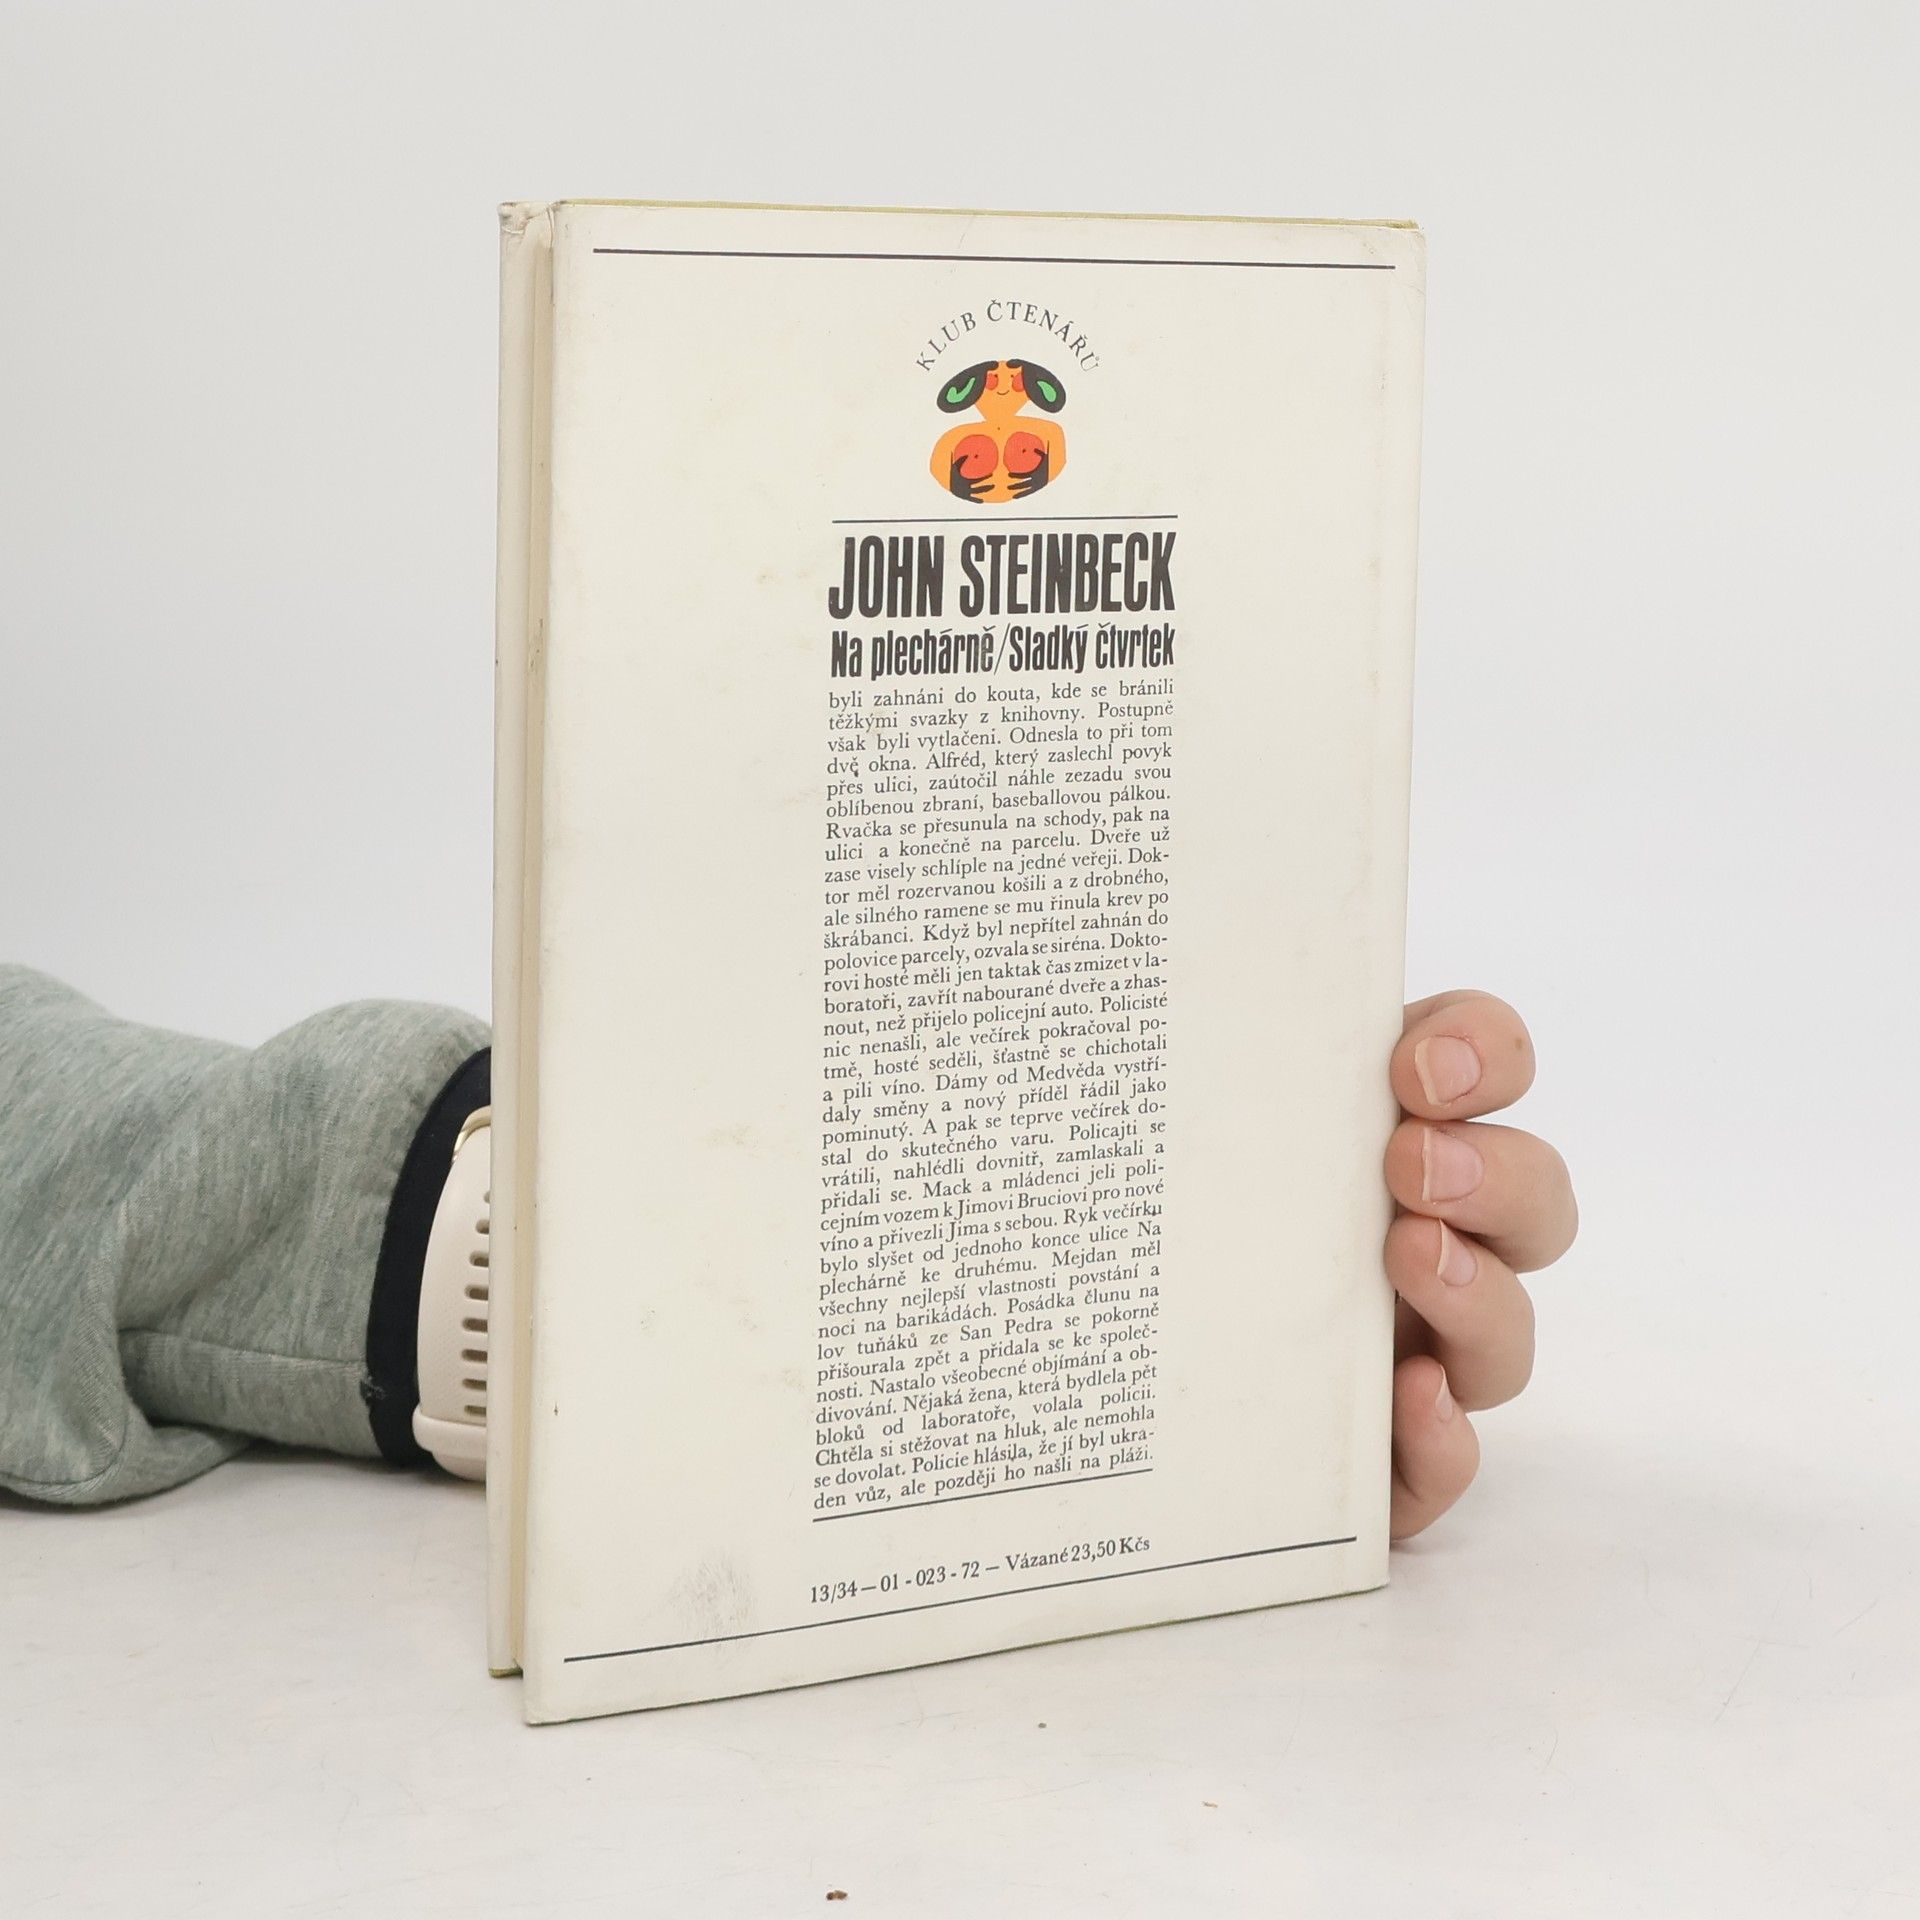 KLUB ČTENÁŘŮ
JOHN STEINBECK
Na plechárně/Sladký čtvrtek
byli zahnáni do kouta, kde se bránili
těžkými svazky z knihovny. Postupně
však byli vytlačeni. Odnesla to při tom
dvě okna. Alfréd, který zaslechl povyk
přes ulici, zaútočil náhle zezadu svou
oblíbenou zbraní, baseballovou pálkou.
Rvačka se přesunula na schody, pak na
ulici a konečně na parcelu. Dveře už
zase visely schlíple na jedné veřeji. Dok-
tor měl rozervanou košili a z drobného,
ale silného ramene se mu řinula krev po
škrábanci. Když byl nepřítel zahnán do
polovice parcely, ozvala se siréna. Dokto-
rovi hosté měli jen taktak čas zmizet v la-
boratoři, zavřít nabourané dveře a zhas-
nout, než přijelo policejní auto. Policisté
nic nenašli, ale večírek pokračoval po-
tmě, hosté seděli, šťastně se chichotali
a pili víno. Dámy od Medvěda vystří-
daly směny a nový příděl řádil jako
pominutý. A pak se teprve večírek do-
stal do skutečného varu. Policajti se
vrátili, nahlédli dovnitř, zamlaskali a
přidali se. Mack a mládenci jeli poli-
cejním vozem k Jimovi Bruciovi pro nové
víno a přivezli Jima s sebou. Ryk večírku
bylo slyšet od jednoho konce ulice Na
plechárně ke druhému. Mejdan měl
všechny nejlepší vlastnosti povstání a
noci na barikádách. Posádka člunu na
lov tuňáků ze San Pedra se pokorně
přišourala zpět a přidala se ke společ-
nosti. Nastalo všeobecné objímání a ob-
divování. Nějaká žena, která bydlela pět
bloků od laboratoře, volala policii.
Chtěla si stěžovat na hluk, ale nemohla
se dovolat. Policie hlásila, že jí byl ukra-
den vůz, ale později ho našli na pláži.
13/34 — 01 - 023 - 72 — Vázané 23,50 Kčs